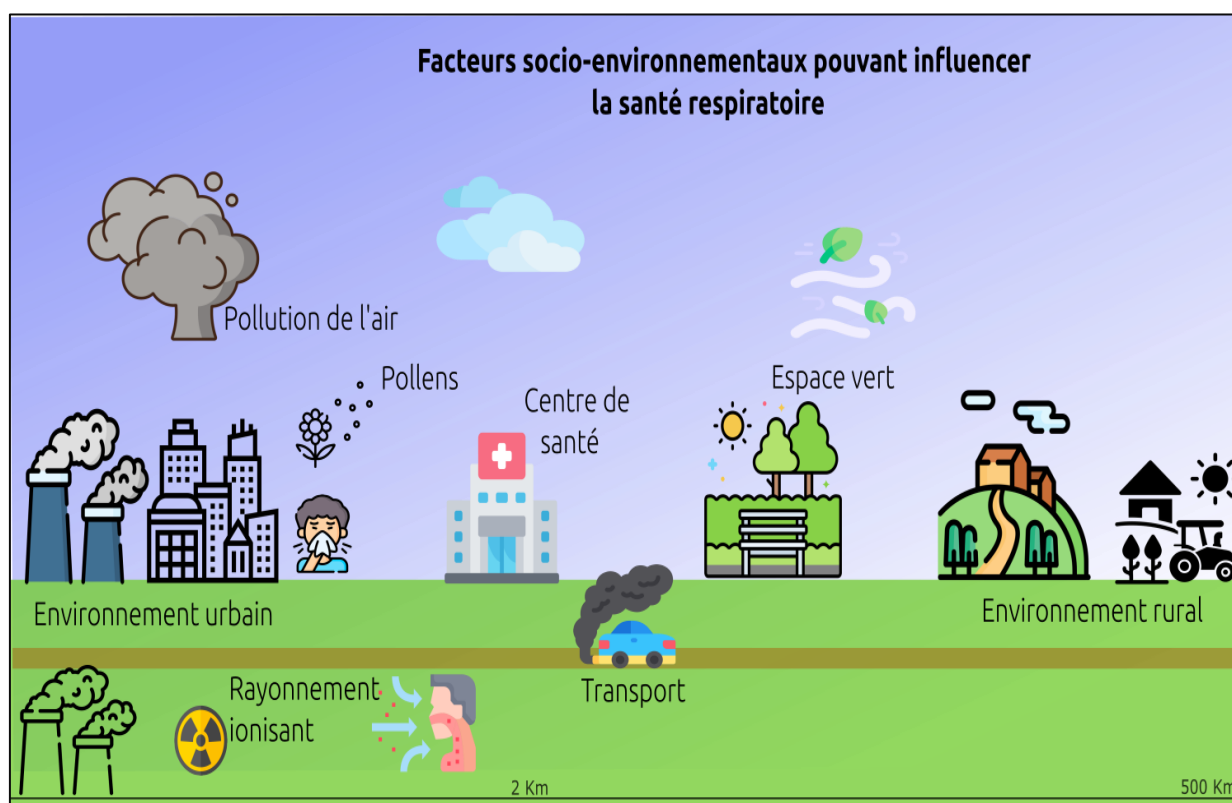 Facteurs socio-environnementaux pouvant influencer
la santé respiratoire
Pollution de l'air
Pollens
Centre de
santé
Espace vert
Environnement urbain
Environnement rural
Rayonnement
ionisant
Transport
2 Km
500 Km